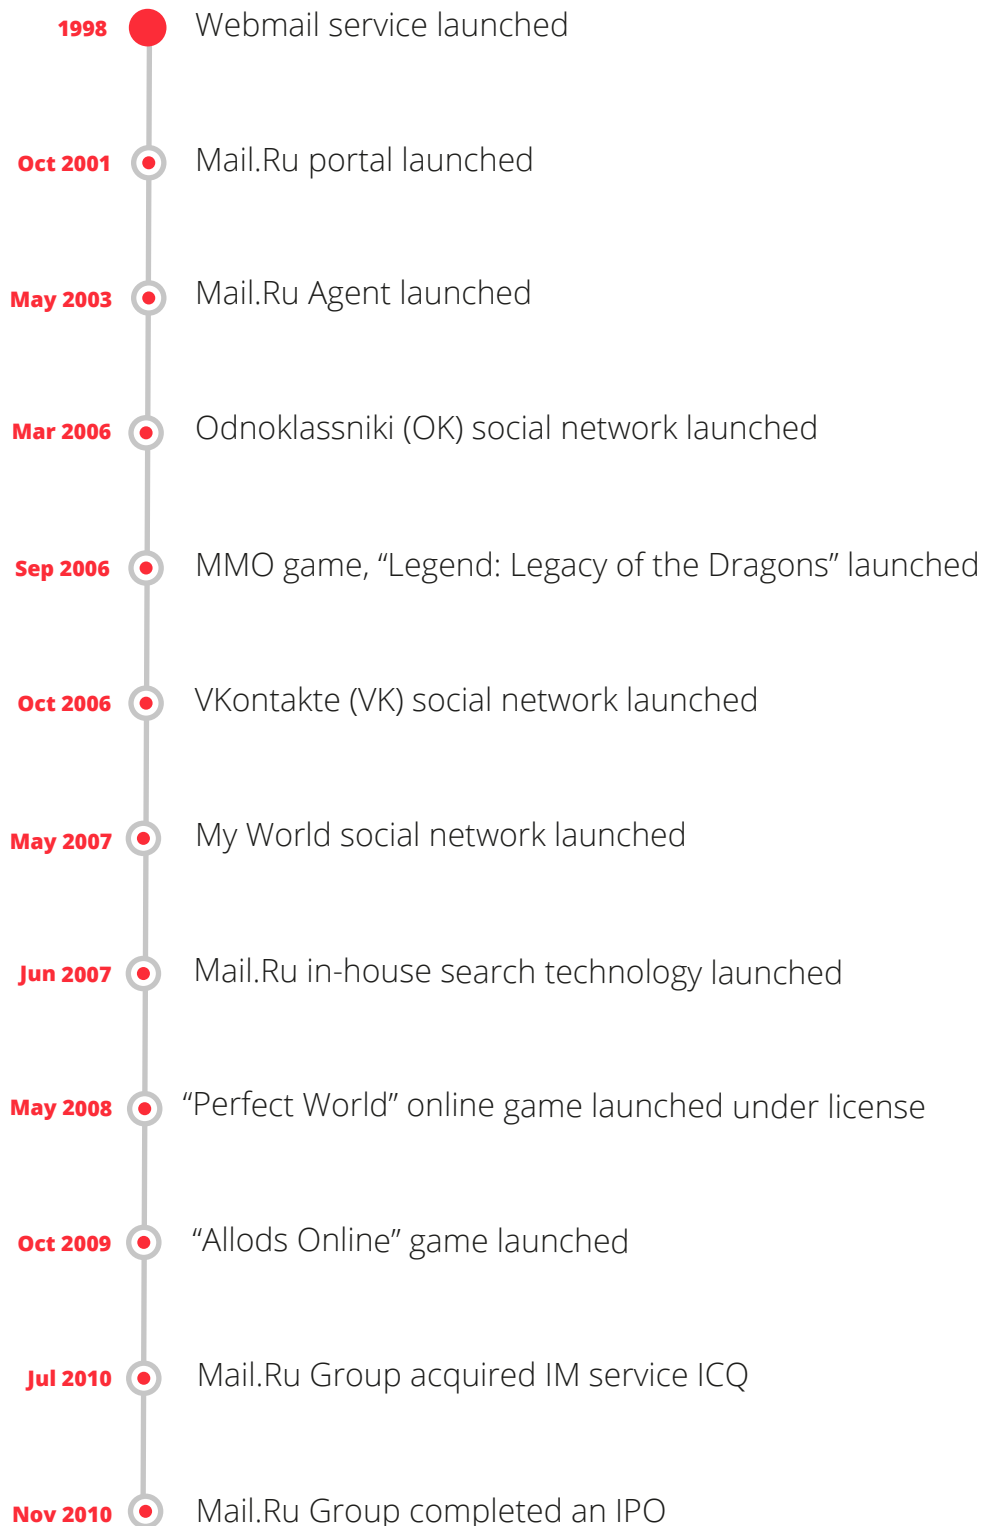 1998 Webmail service launched
Oct 2001 Mail.Ru portal launched
May 2003 Mail.Ru Agent launched
Mar 2006 Odnoklassniki (OK) social network launched
Sep 2006 MMO game, “Legend: Legacy of the Dragons” launched
Oct 2006 VKontakte (VK) social network launched
May 2007 My World social network launched
Jun 2007 Mail.Ru in-house search technology launched
May 2008 “Perfect World” online game launched under license
Oct 2009 “Allods Online” game launched
Jul 2010 Mail.Ru Group acquired IM service ICQ
Nov 2010 Mail.Ru Group completed an IPO